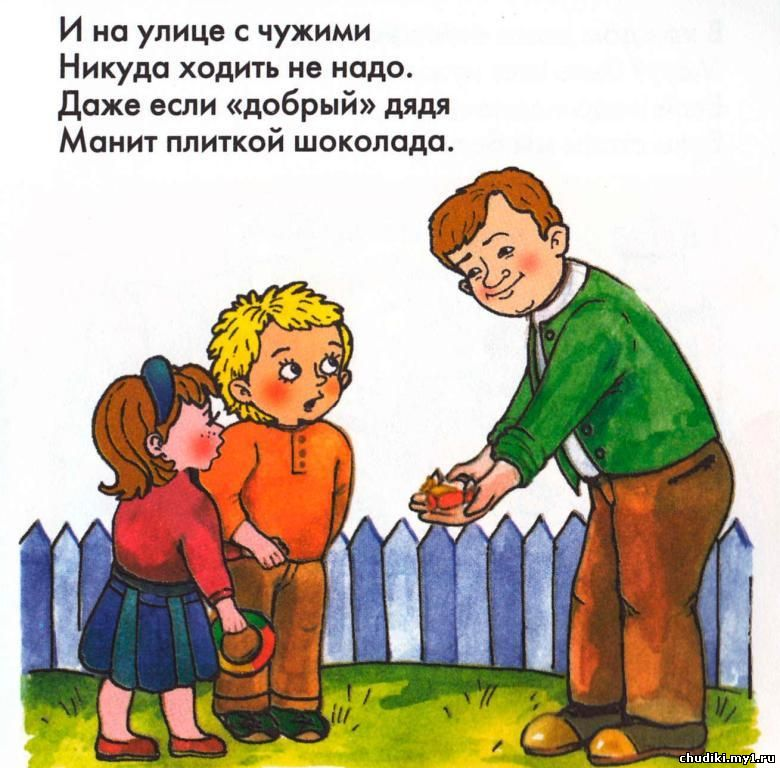 И на улице с чужими
Никуда ходить не надо.
Даже если «добрый» дядя
Манит плиткой шоколада.
chudiki.my1.ru